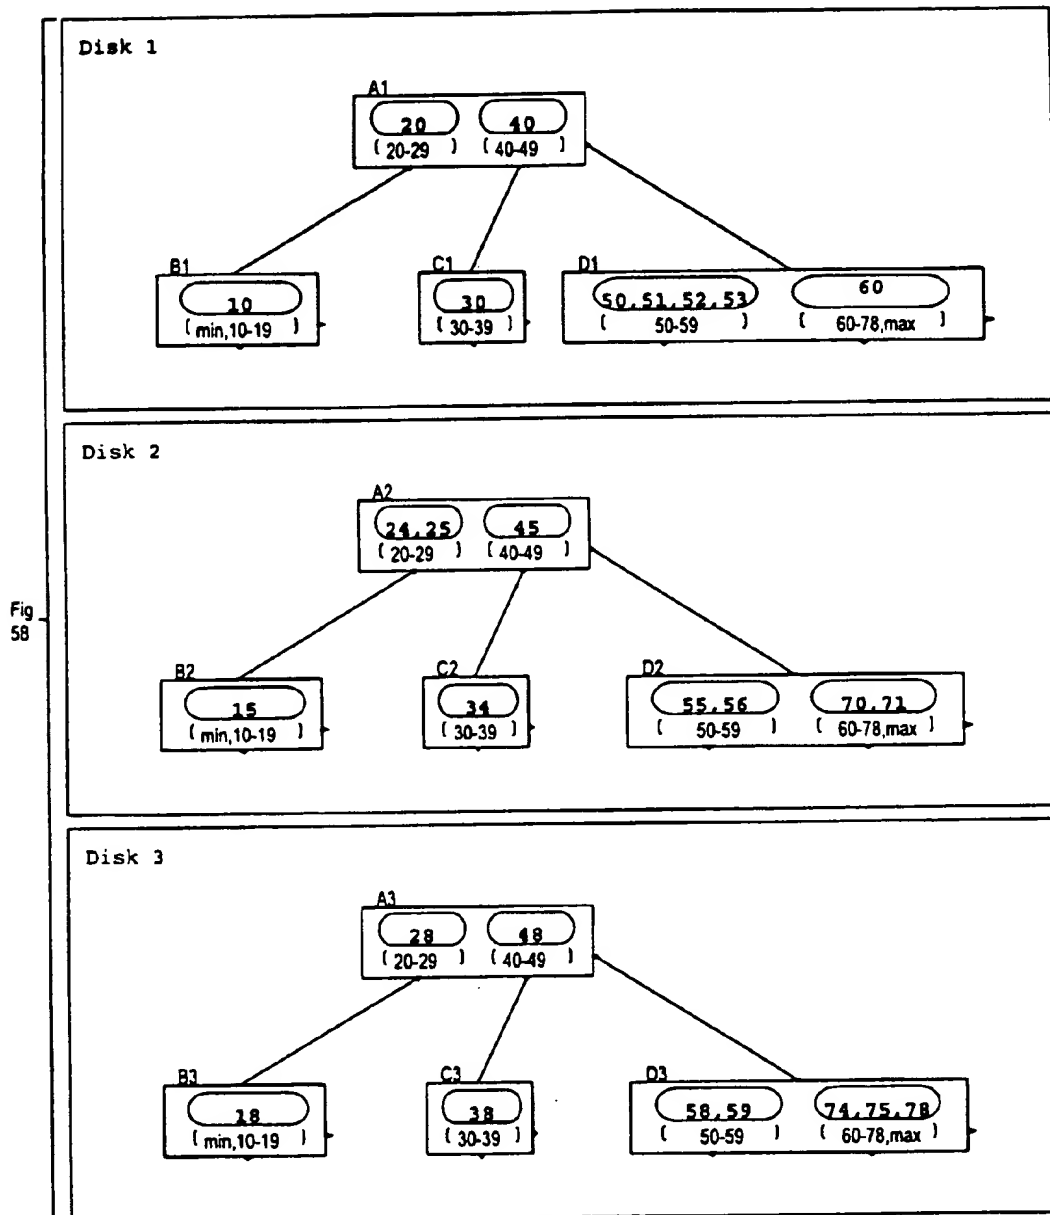 Disk 1
A1
20 40
( 20-29 ) ( 40-49 )
B1 C1 D1
10 30 50,51,52,53 60
( min,10-19 ) ( 30-39 ) ( 50-59 ) ( 60-78,max )
Disk 2
A2
24,25 45
( 20-29 ) ( 40-49 )
Fig
58
B2 C2 D2
15 34 55,56 70,71
( min,10-19 ) ( 30-39 ) ( 50-59 ) ( 60-78,max )
Disk 3
A3
28 48
( 20-29 ) ( 40-49 )
B3 C3 D3
18 38 58,59 74,75,78
( min,10-19 ) ( 30-39 ) ( 50-59 ) ( 60-78,max )